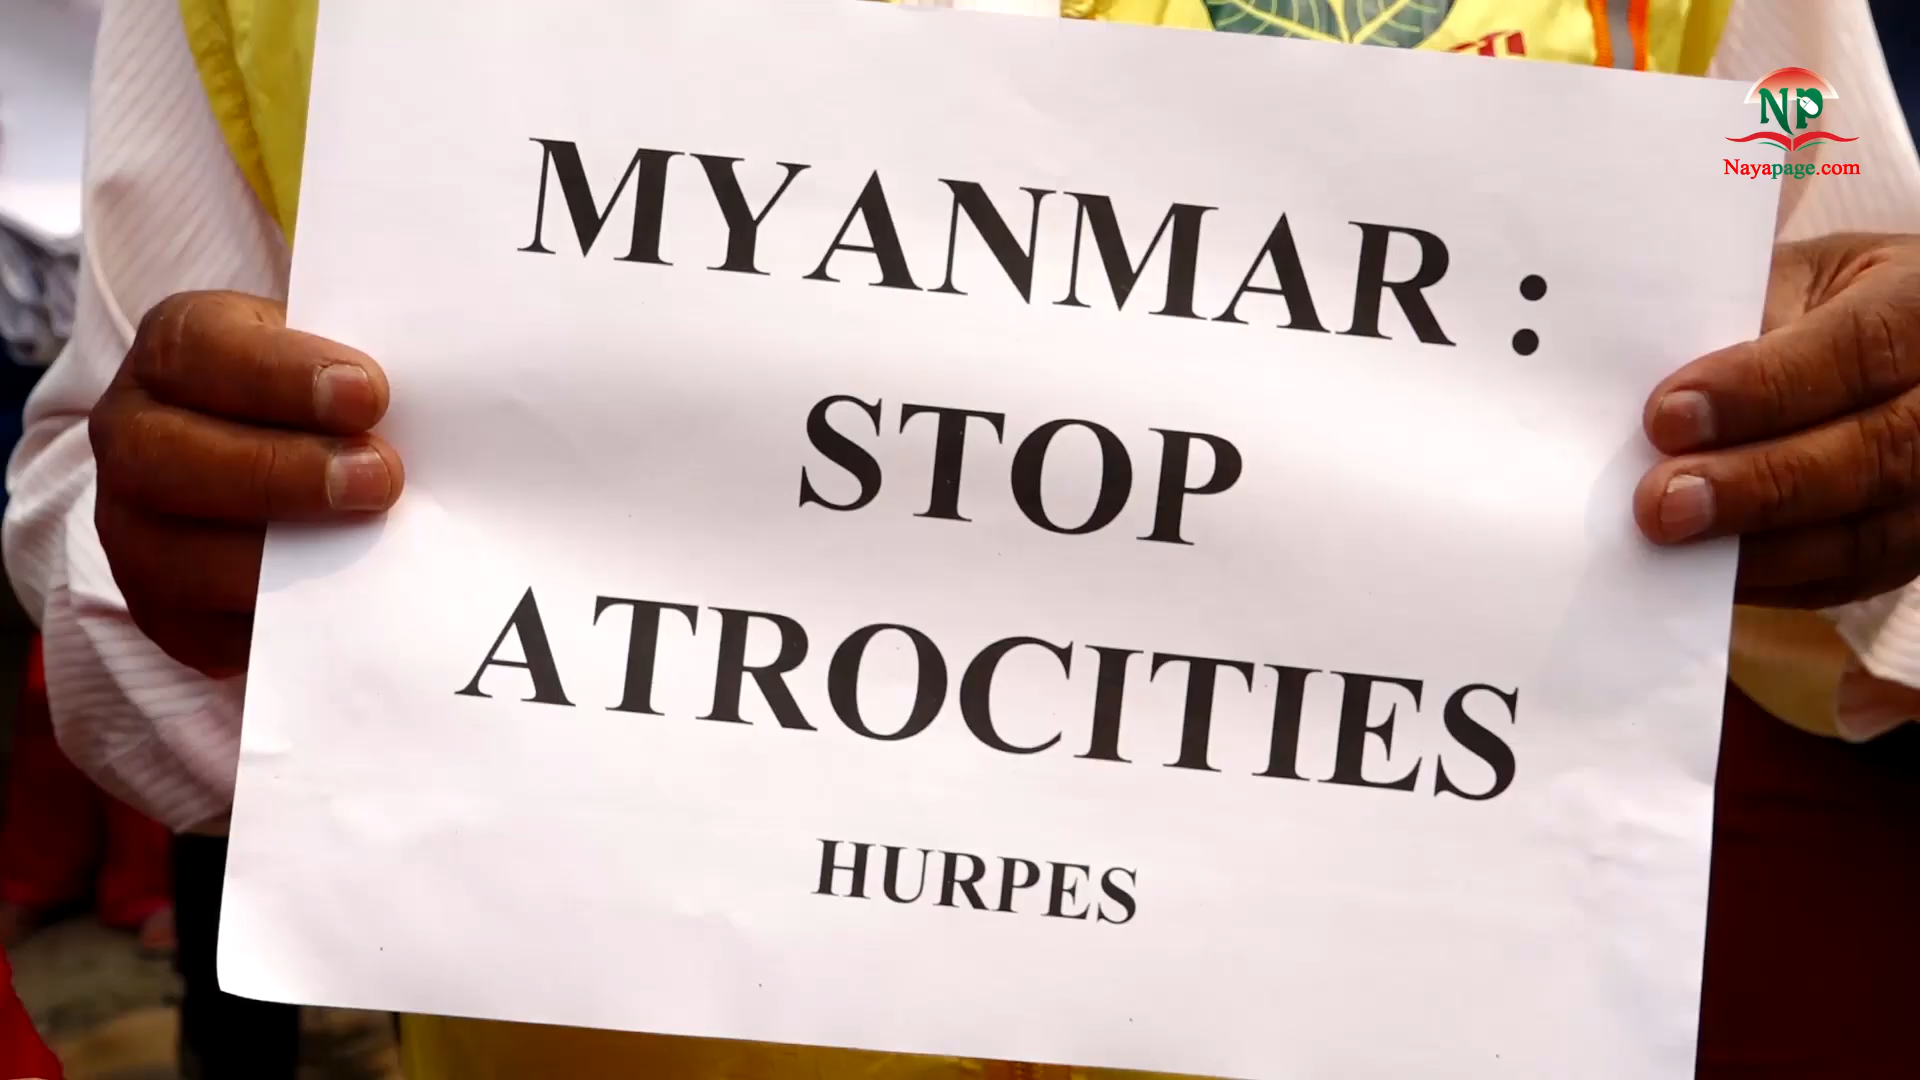 NP
Nayapage.com
MYANMAR :
STOP
ATROCITIES
HURPES